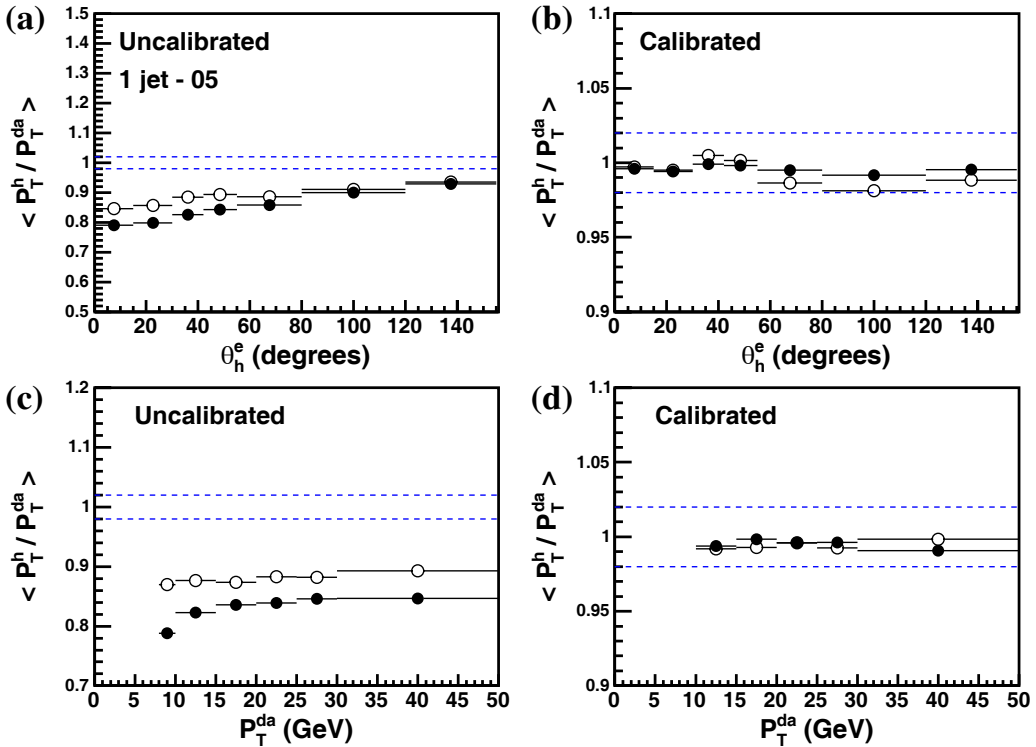 (a)
Uncalibrated
1 jet - 05
< P_T^h / P_T^da >
1.5
1.4
1.3
1.2
1.1
1
0.9
0.8
0.7
0.6
0.5
0 20 40 60 80 100 120 140
θ_h^e (degrees)
(b)
Calibrated
< P_T^h / P_T^da >
1.1
1.05
1
0.95
0.9
0 20 40 60 80 100 120 140
θ_h^e (degrees)
(c)
Uncalibrated
< P_T^h / P_T^da >
1.2
1.1
1
0.9
0.8
0.7
0 5 10 15 20 25 30 35 40 45 50
P_T^da (GeV)
(d)
Calibrated
< P_T^h / P_T^da >
1.1
1.05
1
0.95
0.9
0 5 10 15 20 25 30 35 40 45 50
P_T^da (GeV)